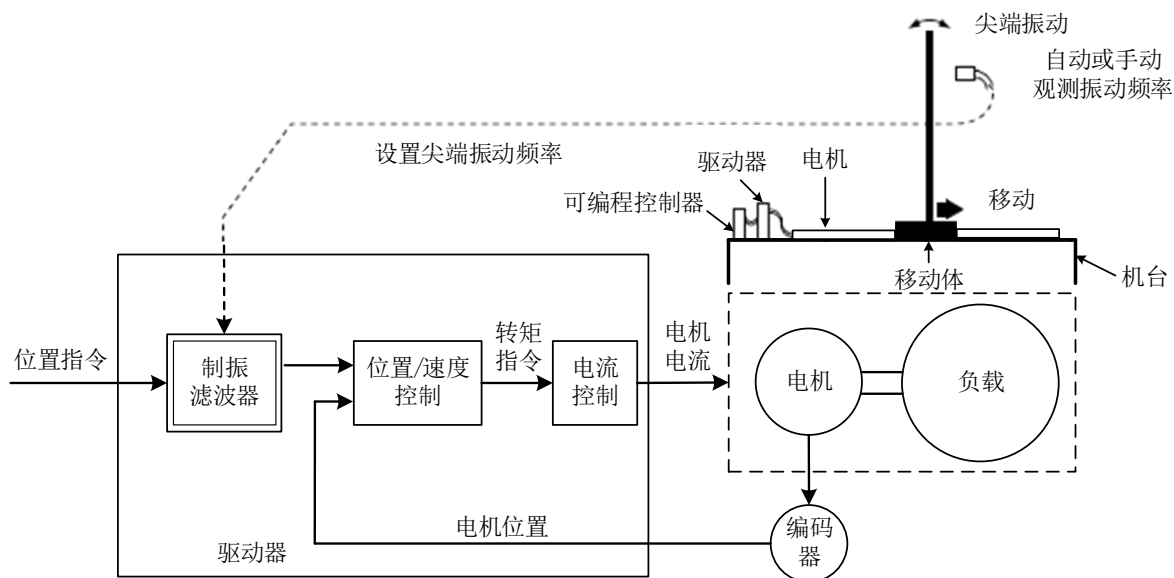 尖端振动
自动或手动
观测振动频率
设置尖端振动频率
驱动器
电机
可编程控制器
移动
移动体
机台
位置指令
制振
滤波器
位置/速度
控制
转矩
指令
电流
控制
电机
电流
电机
负载
电机位置
编码
器
驱动器